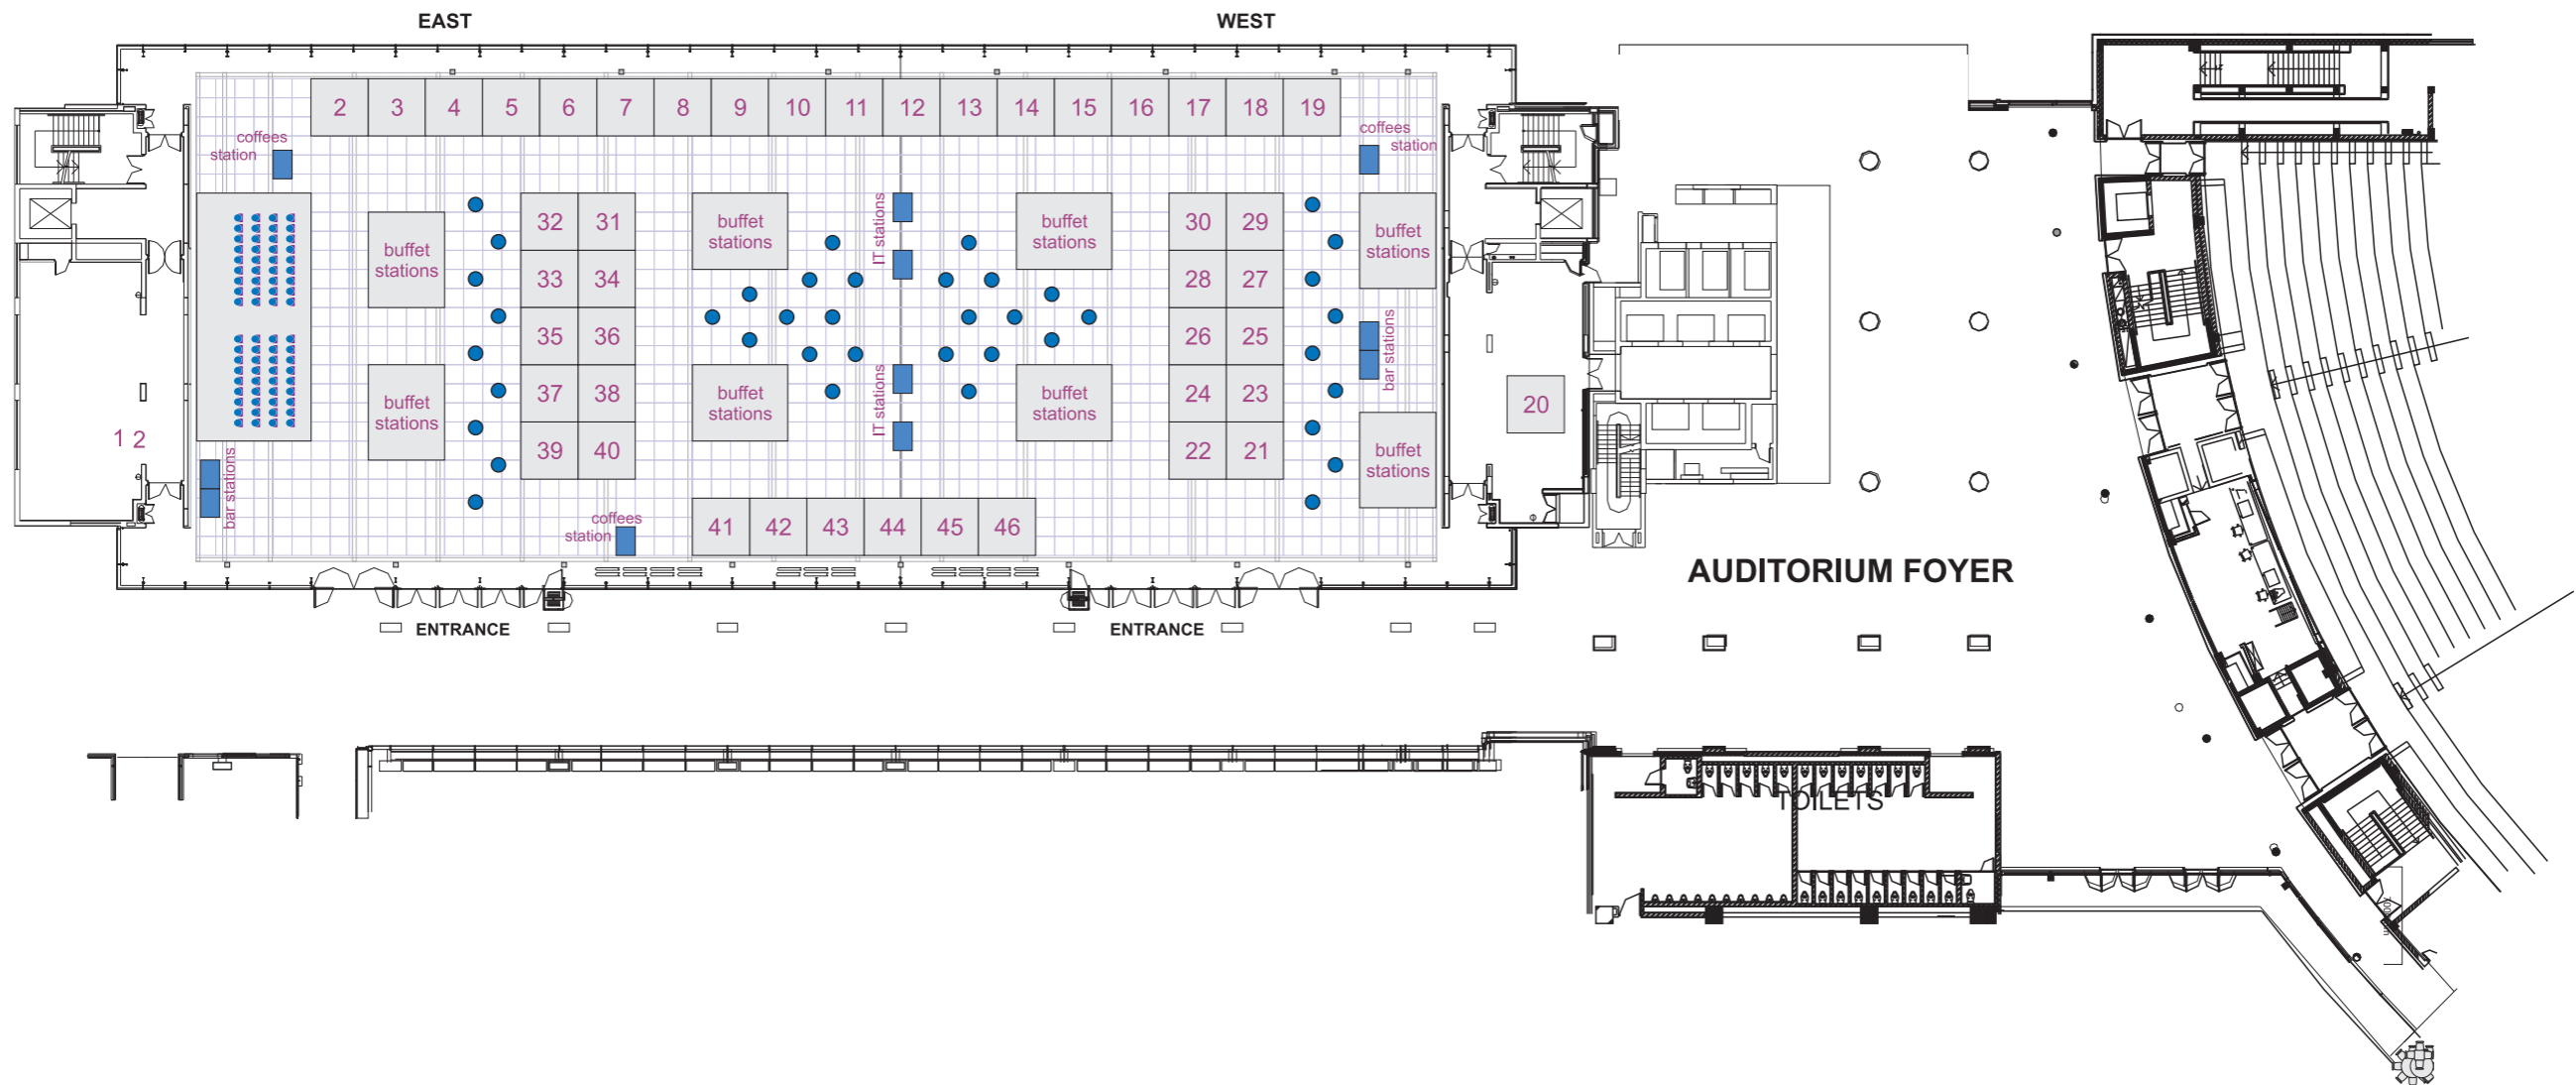 EAST
WEST
2 3 4 5 6 7 8 9 10 11 12 13 14 15 16 17 18 19
coffees
station
coffees
station
32 31
buffet
stations
IT stations
buffet
stations
30 29
buffet
stations
buffet
stations
33 34
28 27
35 36
26 25
bar stations
37 38
buffet
stations
buffet
stations
IT stations
buffet
stations
24 23
20
1 2
39 40
22 21
buffet
stations
bar stations
coffees
station
41 42 43 44 45 46
AUDITORIUM FOYER
ENTRANCE
ENTRANCE
TOILETS